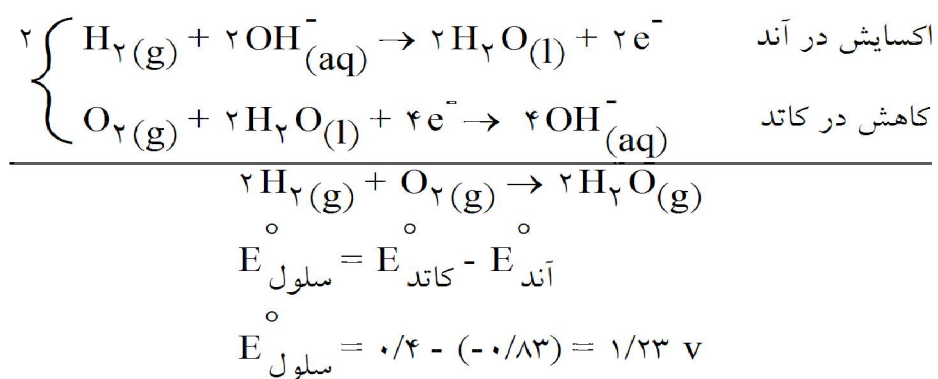 ۲ { H۲(g) + ۲OH⁻(aq) → ۲H۲O(l) + ۲e⁻ اکسایش در آند
O۲(g) + ۲H۲O(l) + ۴e⁻ → ۴OH⁻(aq) کاهش در کاتد
۲H۲(g) + O۲(g) → ۲H۲O(g)
E°سلول = E°کاتد - E°آند
E°سلول = ۰/۴ - (-۰/۸۳) = ۱/۲۳ v